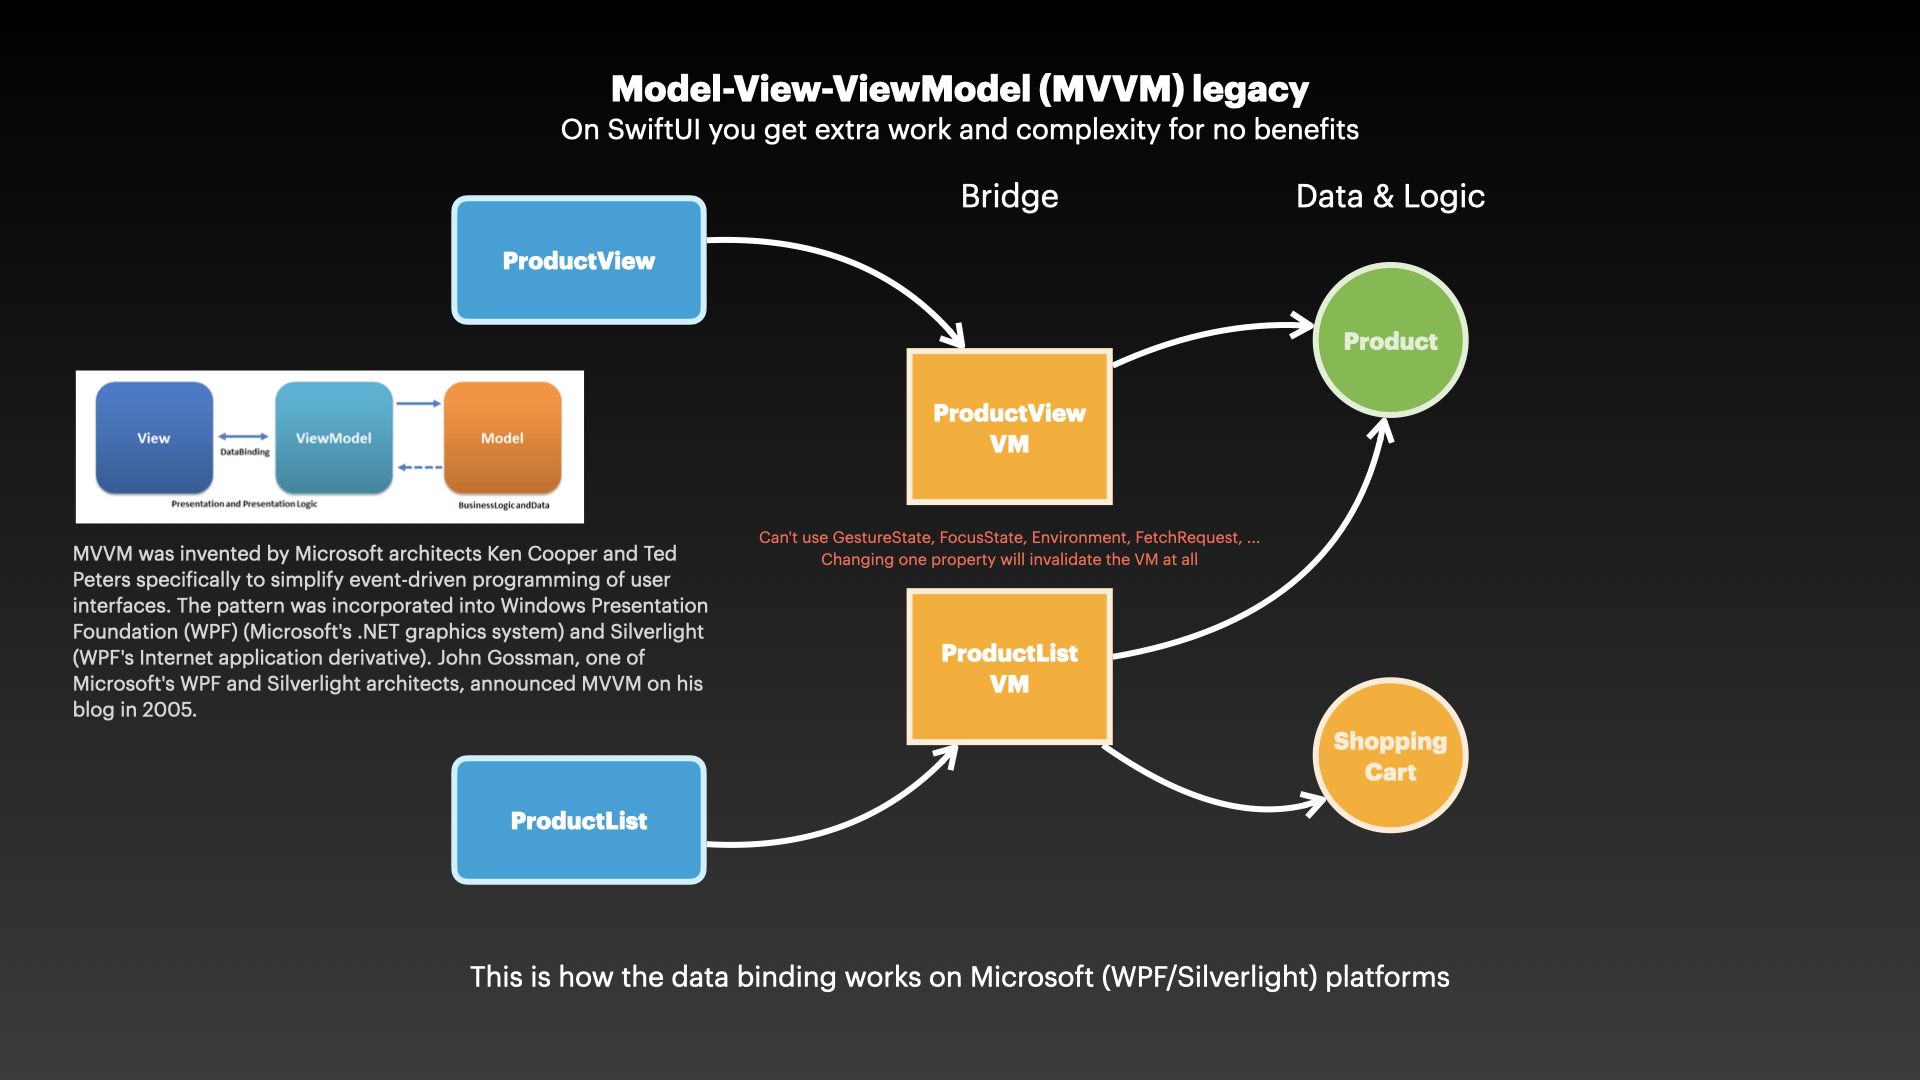 Model-View-ViewModel (MVVM) legacy
On SwiftUI you get extra work and complexity for no benefits
Bridge
Data & Logic
ProductView
Product
ProductView
VM
View
DataBinding
ViewModel
Model
Presentation and Presentation Logic
BusinessLogicandData
Can't use GestureState, FocusState, Environment, FetchRequest, ...
Changing one property will invalidate the VM at all
MVVM was invented by Microsoft architects Ken Cooper and Ted
Peters specifically to simplify event-driven programming of user
interfaces. The pattern was incorporated into Windows Presentation
Foundation (WPF) (Microsoft's .NET graphics system) and Silverlight
(WPF's Internet application derivative). John Gossman, one of
Microsoft's WPF and Silverlight architects, announced MVVM on his
blog in 2005.
ProductList
VM
Shopping
Cart
ProductList
This is how the data binding works on Microsoft (WPF/Silverlight) platforms